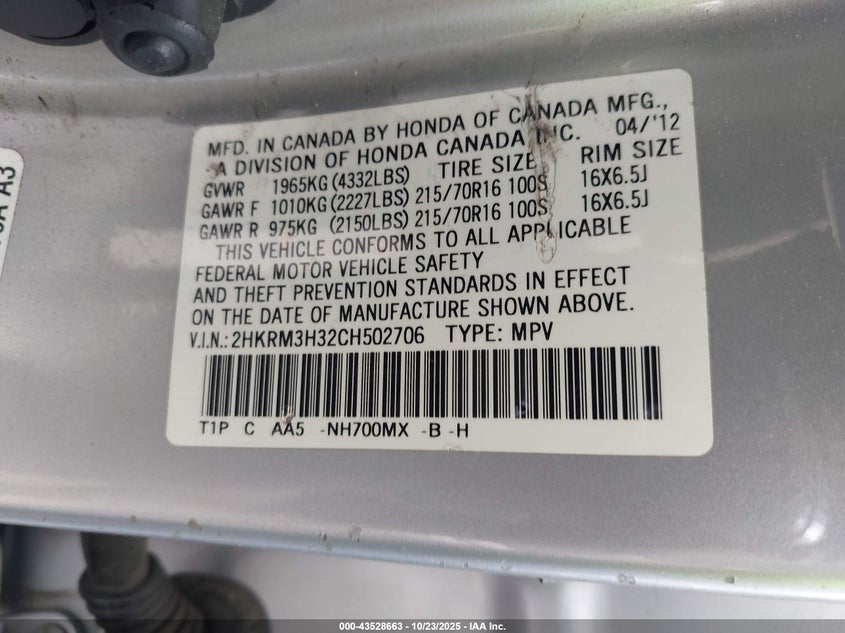 MFD. IN CANADA BY HONDA OF CANADA MFG.,
A DIVISION OF HONDA CANADA INC. 04/'12
GVWR 1965KG (4332LBS) TIRE SIZE RIM SIZE
GAWR F 1010KG (2227LBS) 215/70R16 100S 16X6.5J
GAWR R 975KG (2150LBS) 215/70R16 100S 16X6.5J
THIS VEHICLE CONFORMS TO ALL APPLICABLE
FEDERAL MOTOR VEHICLE SAFETY
AND THEFT PREVENTION STANDARDS IN EFFECT
ON THE DATE OF MANUFACTURE SHOWN ABOVE.
V.I.N.: 2HKRM3H32CH502706 TYPE: MPV
T1P C AA5 -NH700MX -B -H
A3
000-43528663 - 10/23/2025 - IAA Inc.